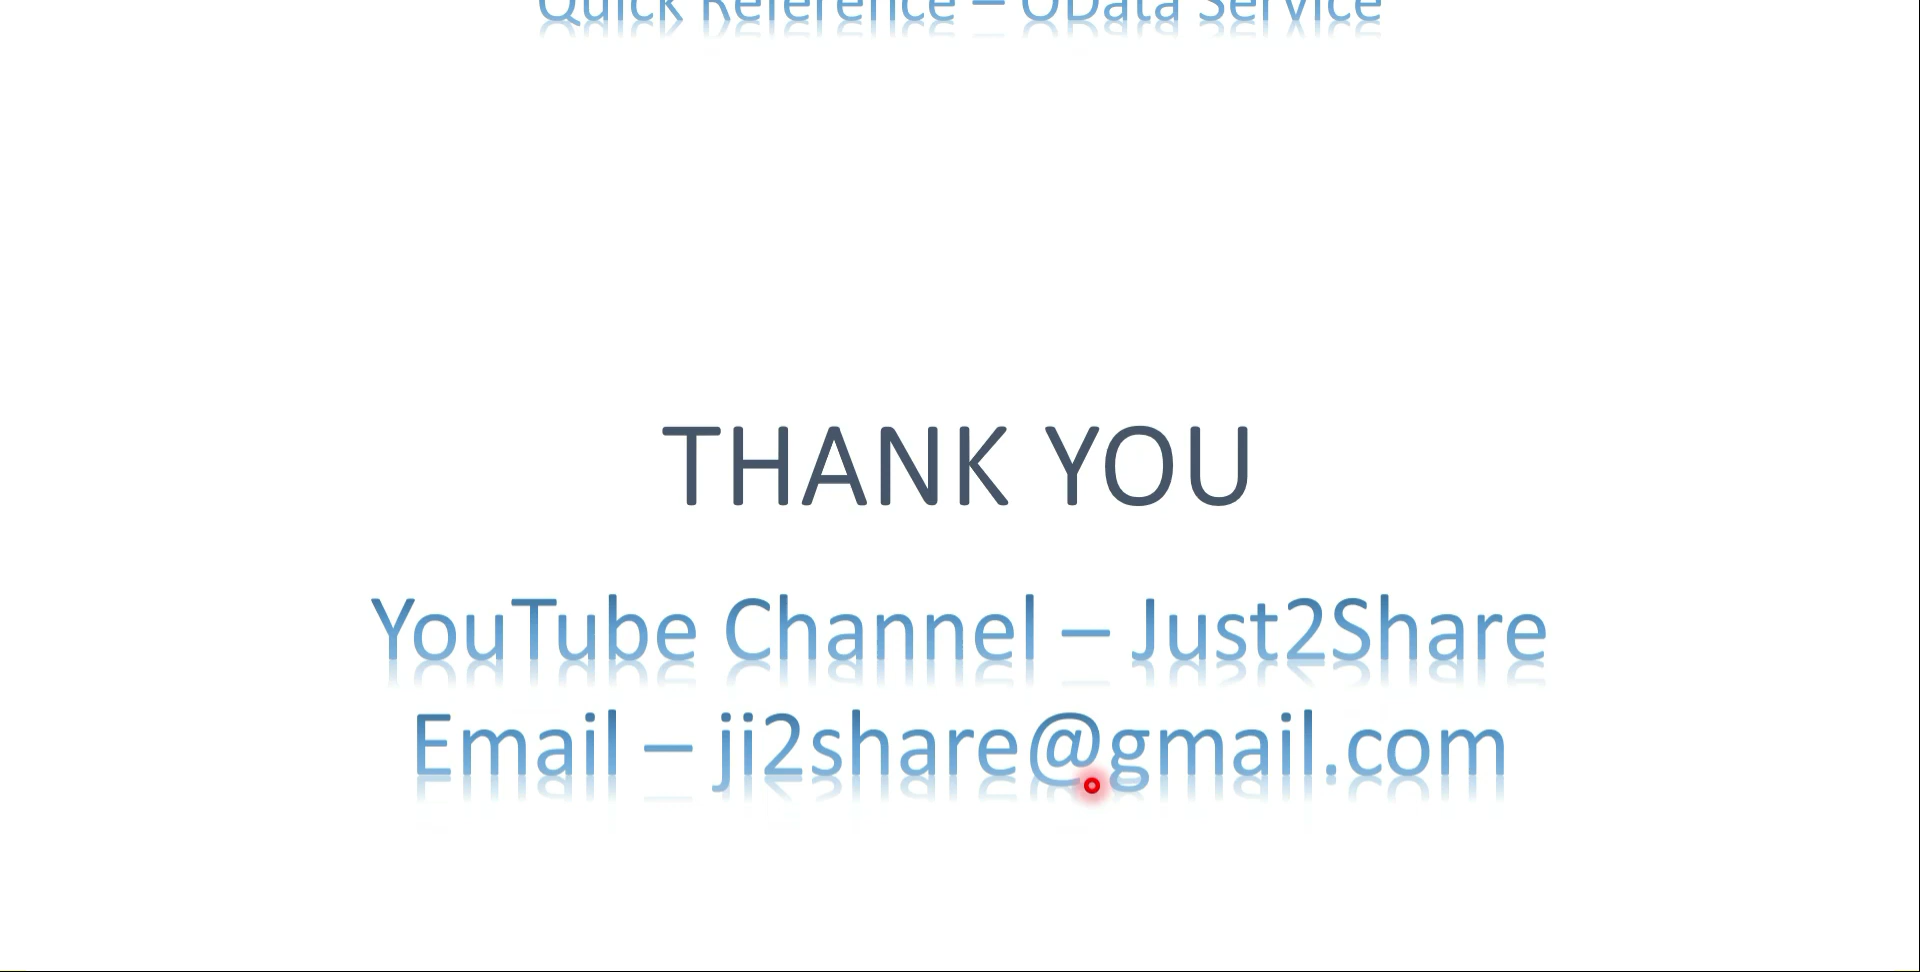 Quick Reference – OData Service
THANK YOU
YouTube Channel – Just2Share
Email – ji2share@gmail.com